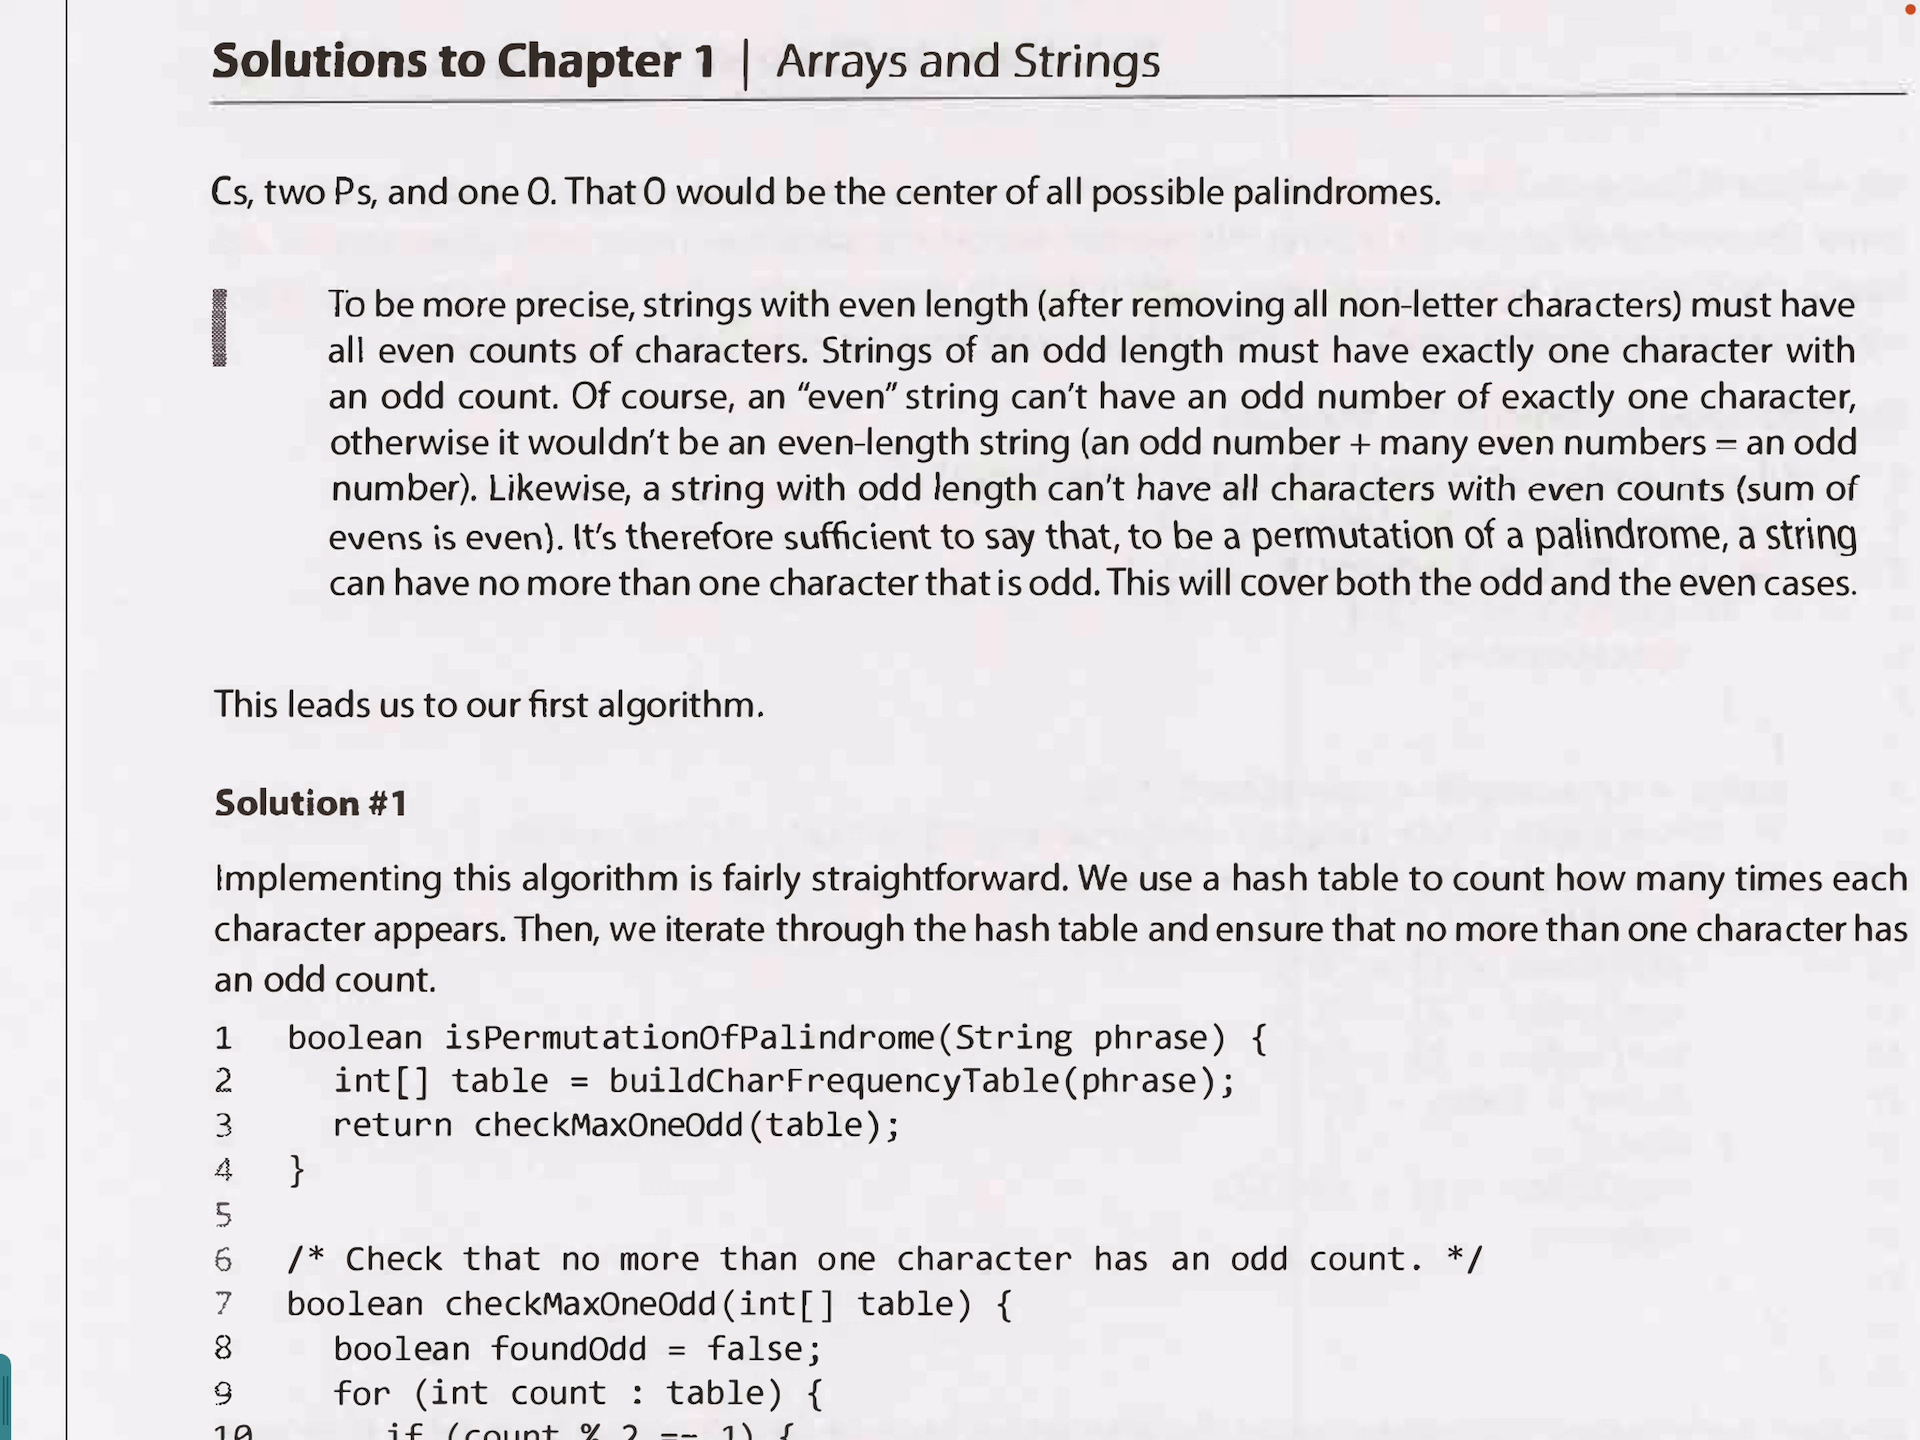 Solutions to Chapter 1 | Arrays and Strings
Cs, two Ps, and one O. That O would be the center of all possible palindromes.
To be more precise, strings with even length (after removing all non-letter characters) must have
all even counts of characters. Strings of an odd length must have exactly one character with
an odd count. Of course, an “even” string can't have an odd number of exactly one character,
otherwise it wouldn't be an even-length string (an odd number + many even numbers = an odd
number). Likewise, a string with odd length can't have all characters with even counts (sum of
evens is even). It's therefore sufficient to say that, to be a permutation of a palindrome, a string
can have no more than one character that is odd. This will cover both the odd and the even cases.
This leads us to our first algorithm.
Solution #1
Implementing this algorithm is fairly straightforward. We use a hash table to count how many times each
character appears. Then, we iterate through the hash table and ensure that no more than one character has
an odd count.
1 boolean isPermutationOfPalindrome(String phrase) {
2 int[] table = buildCharFrequencyTable(phrase);
3 return checkMaxOneOdd(table);
4 }
5
6 /* Check that no more than one character has an odd count. */
7 boolean checkMaxOneOdd(int[] table) {
8 boolean foundOdd = false;
9 for (int count : table) {
10 if (count % 2 == 1) {